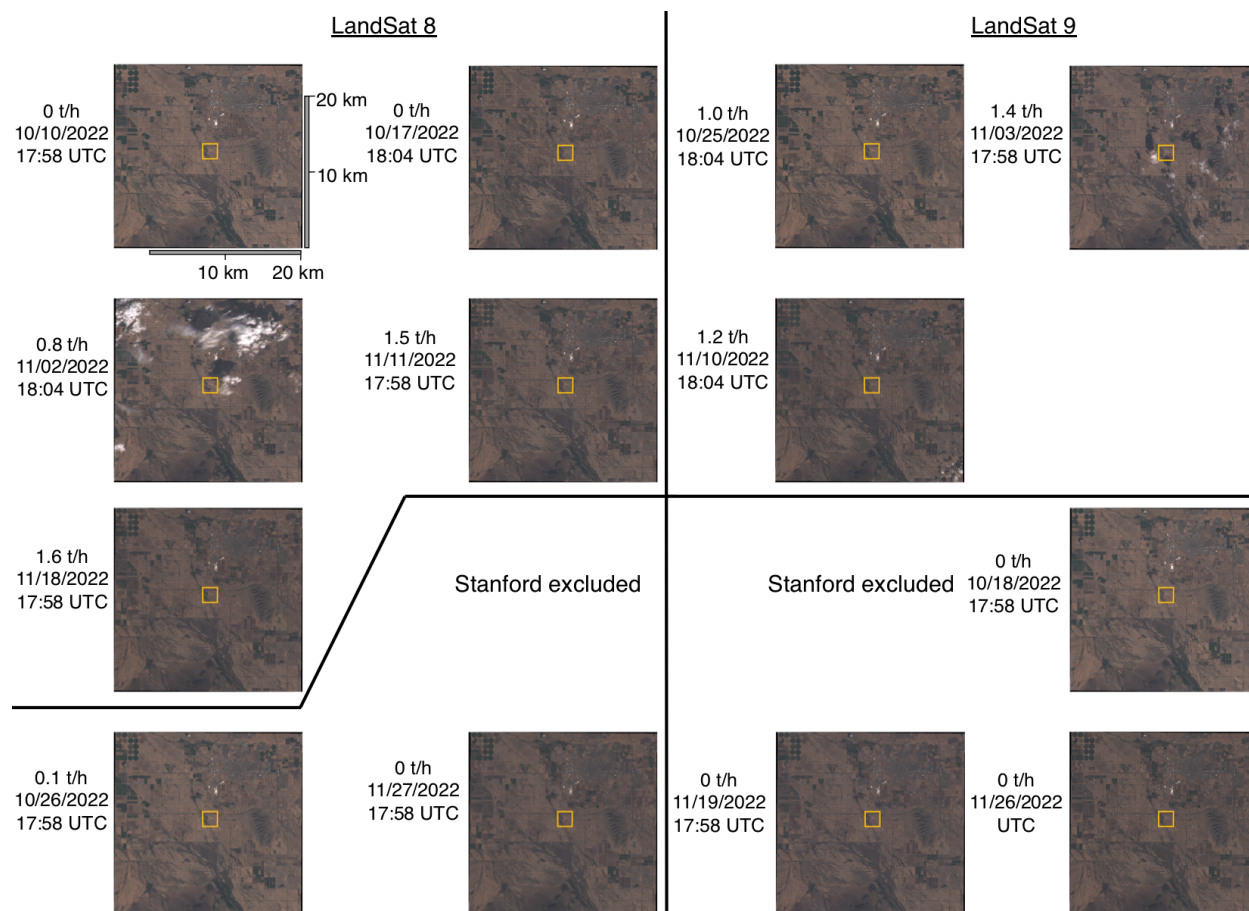 LandSat 8
LandSat 9
0 t/h
10/10/2022
17:58 UTC
20 km
10 km
10 km
20 km
0 t/h
10/17/2022
18:04 UTC
1.0 t/h
10/25/2022
18:04 UTC
1.4 t/h
11/03/2022
17:58 UTC
0.8 t/h
11/02/2022
18:04 UTC
1.5 t/h
11/11/2022
17:58 UTC
1.2 t/h
11/10/2022
18:04 UTC
1.6 t/h
11/18/2022
17:58 UTC
Stanford excluded
Stanford excluded
0 t/h
10/18/2022
17:58 UTC
0.1 t/h
10/26/2022
17:58 UTC
0 t/h
11/27/2022
17:58 UTC
0 t/h
11/19/2022
17:58 UTC
0 t/h
11/26/2022
UTC